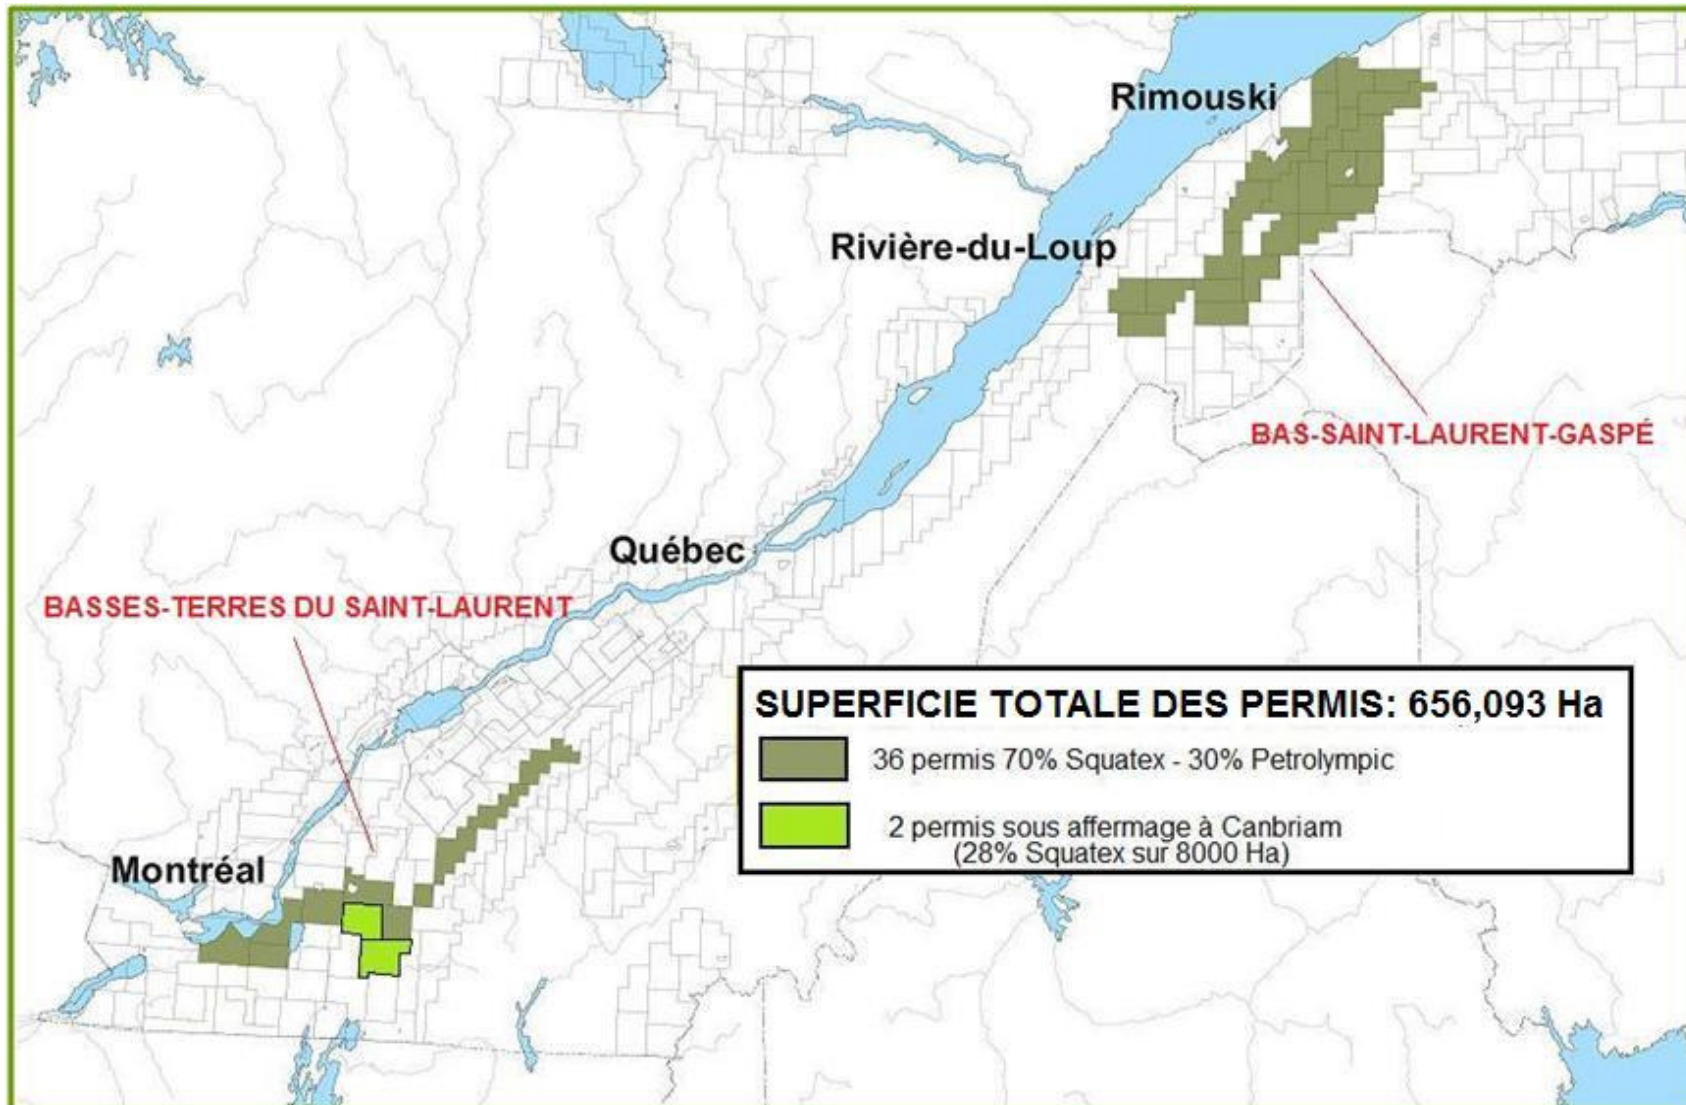 Rimouski
Rivière-du-Loup
BAS-SAINT-LAURENT-GASPÉ
Québec
BASSES-TERRES DU SAINT-LAURENT
Montréal
SUPERFICIE TOTALE DES PERMIS: 656,093 Ha
36 permis 70% Squatex - 30% Petrolympic
2 permis sous affermage à Canbriam
(28% Squatex sur 8000 Ha)